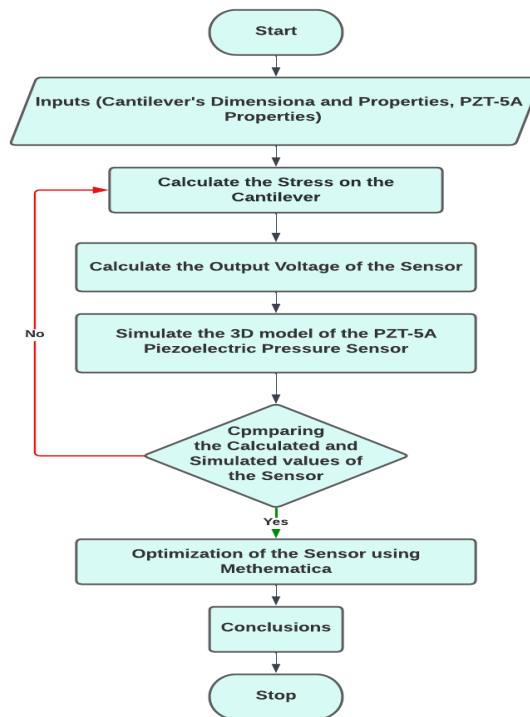 Start
Inputs (Cantilever's Dimensiona and Properties, PZT-5A
Properties)
Calculate the Stress on the
Cantilever
Calculate the Output Voltage of the Sensor
Simulate the 3D model of the PZT-5A
Piezoelectric Pressure Sensor
No
Cpmparing
the Calculated and
Simulated values of
the Sensor
Yes
Optimization of the Sensor using
Methematica
Conclusions
Stop